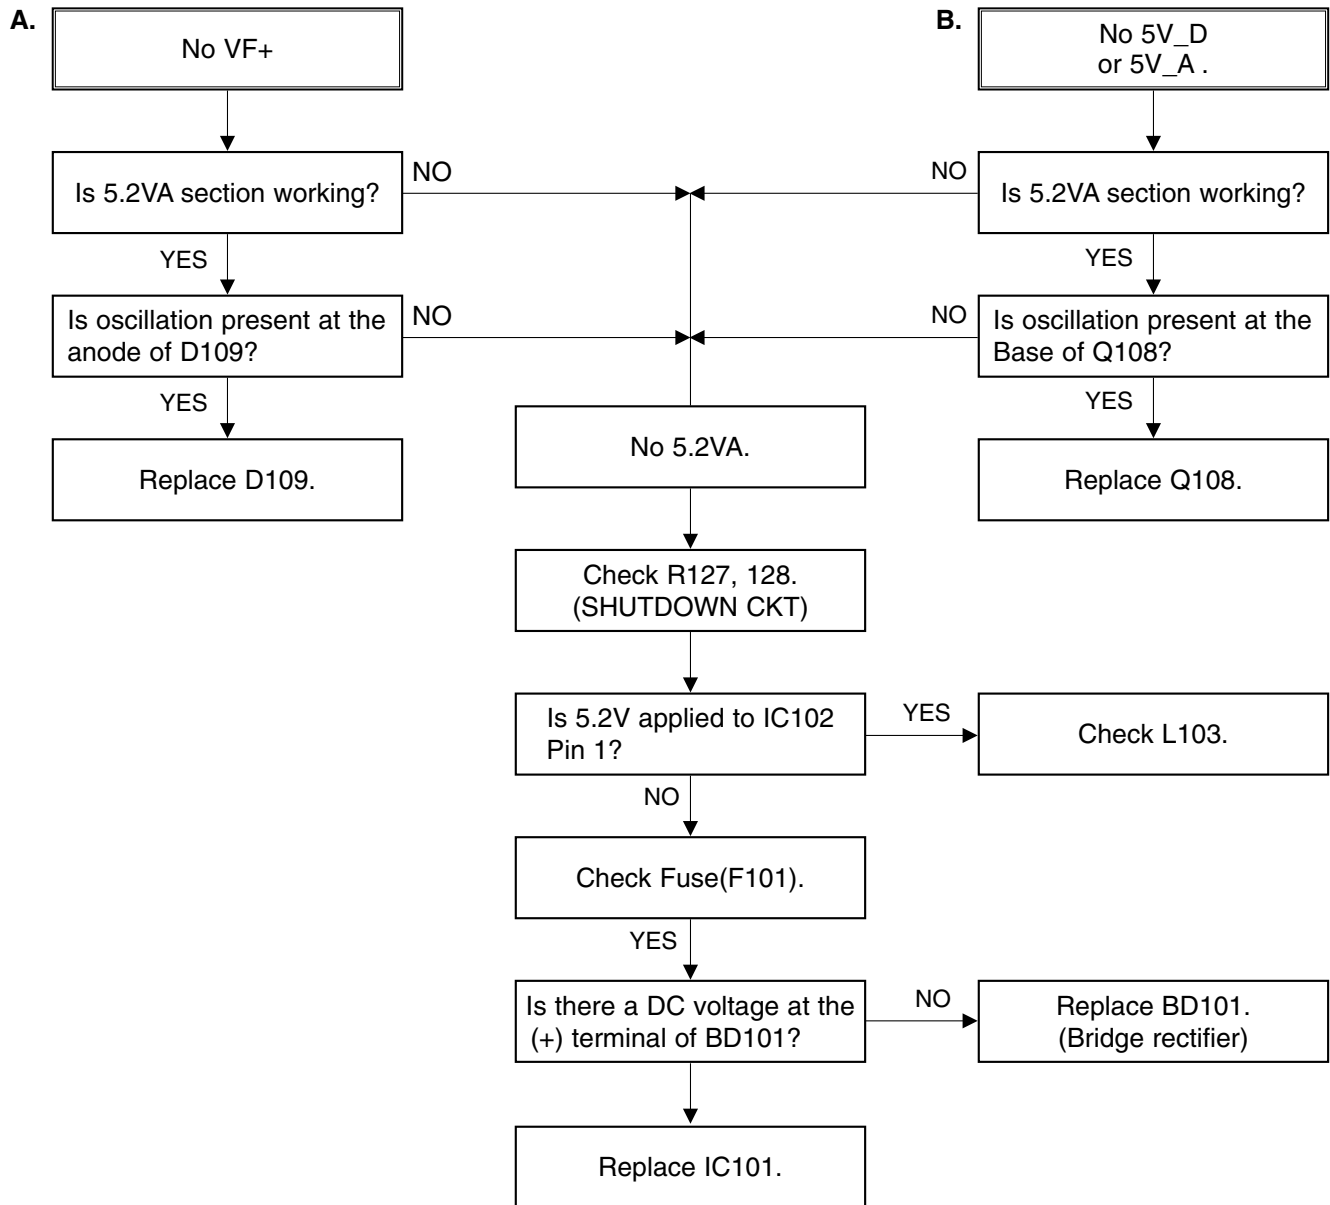 A.
No VF+
Is 5.2VA section working?
NO
YES
Is oscillation present at the
anode of D109?
NO
YES
Replace D109.
B.
No 5V_D
or 5V_A .
NO
Is 5.2VA section working?
YES
NO
Is oscillation present at the
Base of Q108?
YES
Replace Q108.
No 5.2VA.
Check R127, 128.
(SHUTDOWN CKT)
Is 5.2V applied to IC102
Pin 1?
YES
Check L103.
NO
Check Fuse(F101).
YES
Is there a DC voltage at the
(+) terminal of BD101?
NO
Replace BD101.
(Bridge rectifier)
Replace IC101.